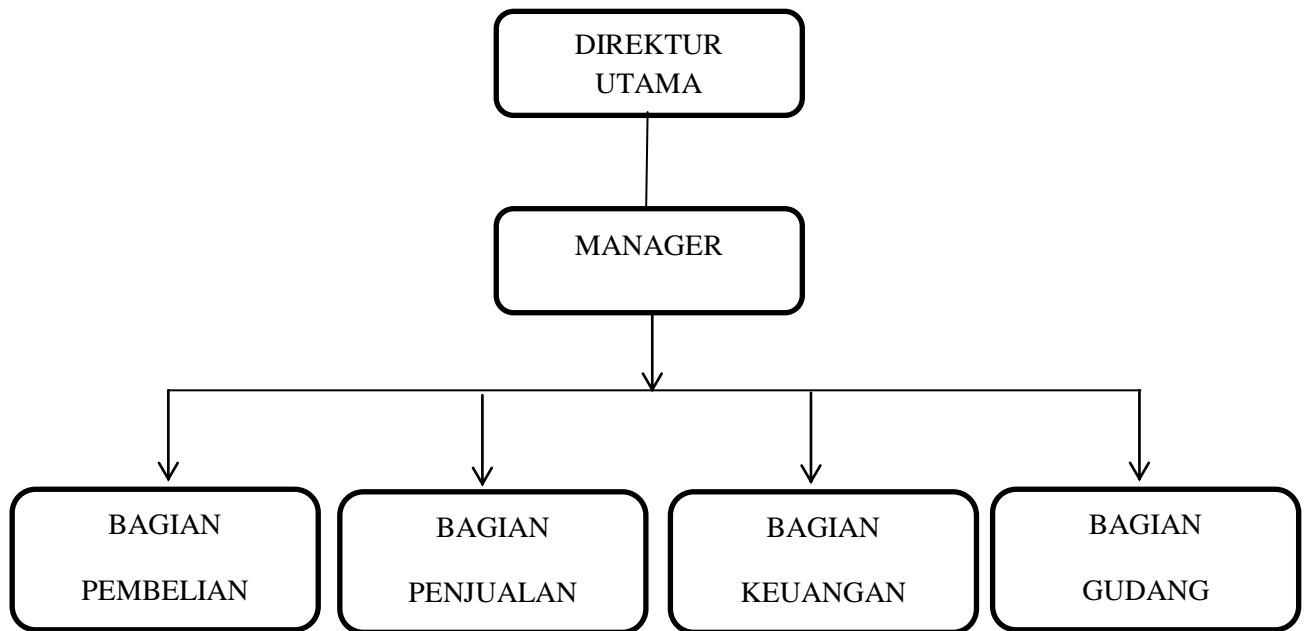 DIREKTUR
UTAMA
MANAGER
BAGIAN
PEMBELIAN
BAGIAN
PENJUALAN
BAGIAN
KEUANGAN
BAGIAN
GUDANG